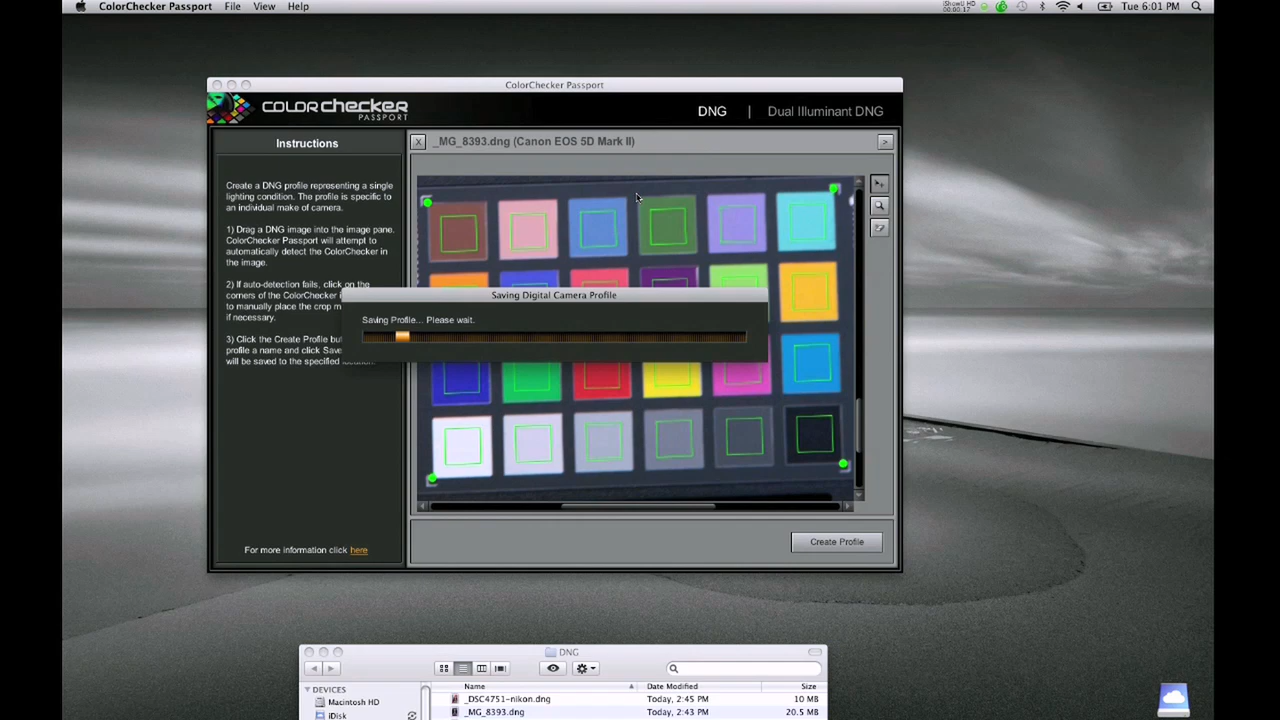 ColorChecker Passport File View Help
iShowU HD
00:00:17
Tue 6:01 PM
ColorChecker Passport
COLORCHECKER
PASSPORT
DNG | Dual Illuminant DNG
Instructions
X _MG_8393.dng (Canon EOS 5D Mark II) >
Create a DNG profile representing a single
lighting condition. The profile is specific to
an individual make of camera.
1) Drag a DNG image into the image pane.
ColorChecker Passport will attempt to
automatically detect the ColorChecker in
the image.
2) If auto-detection fails, click on the
corners of the ColorChecker i
to manually place the crop m
if necessary.
3) Click the Create Profile bu
profile a name and click Save
will be saved to the specified
Saving Digital Camera Profile
Saving Profile... Please wait.
For more information click here
Create Profile
DNG
DEVICES
Macintosh HD
iDisk
Name Date Modified Size
_DSC4751-nikon.dng Today, 2:45 PM 10 MB
_MG_8393.dng Today, 2:43 PM 20.5 MB